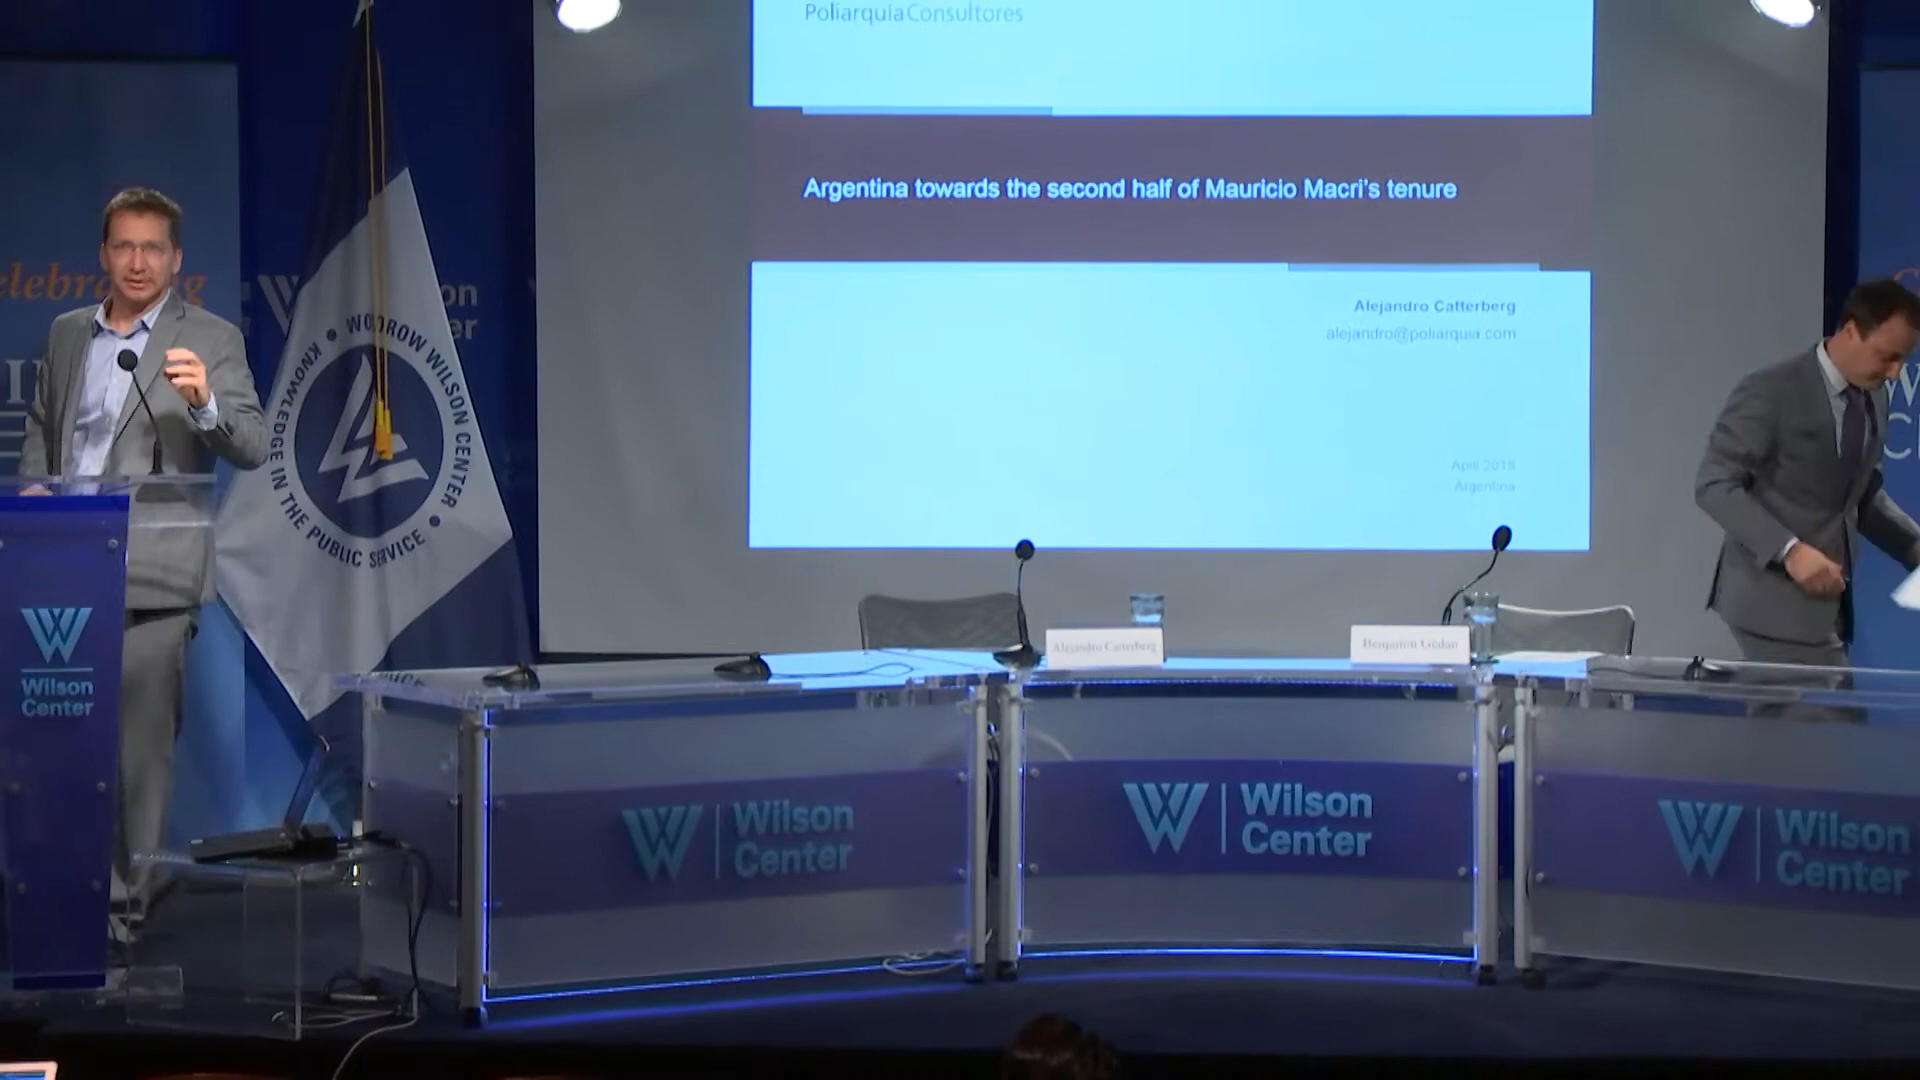 PoliarquíaConsultores
Argentina towards the second half of Mauricio Macri's tenure
Alejandro Catterberg
alejandro@poliarquia.com
April 2018
Argentina
WOODROW WILSON CENTER
KNOWLEDGE IN THE PUBLIC SERVICE
Alejandro Catterberg
Benjamin Gedan
Wilson
Center
Wilson
Center
Wilson
Center
Wilson
Center